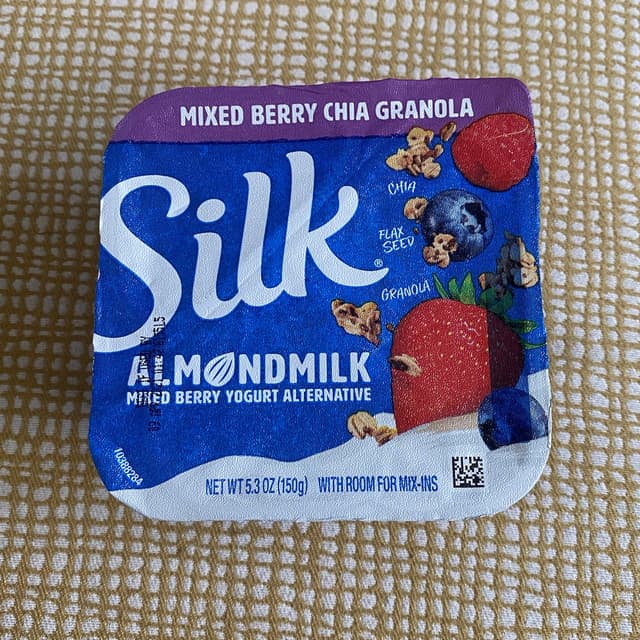 MIXED BERRY CHIA GRANOLA
Silk®
CHIA
FLAX
SEED
GRANOLA
ALMONDMILK
MIXED BERRY YOGURT ALTERNATIVE
10388284
NET WT 5.3 OZ (150g) WITH ROOM FOR MIX-INS